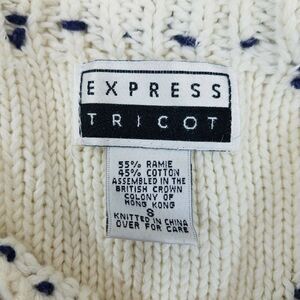 EXPRESS
TRICOT
55% RAMIE
45% COTTON
ASSEMBLED IN THE
BRITISH CROWN
COLONY OF
HONG KONG
S
KNITTED IN CHINA
OVER FOR CARE